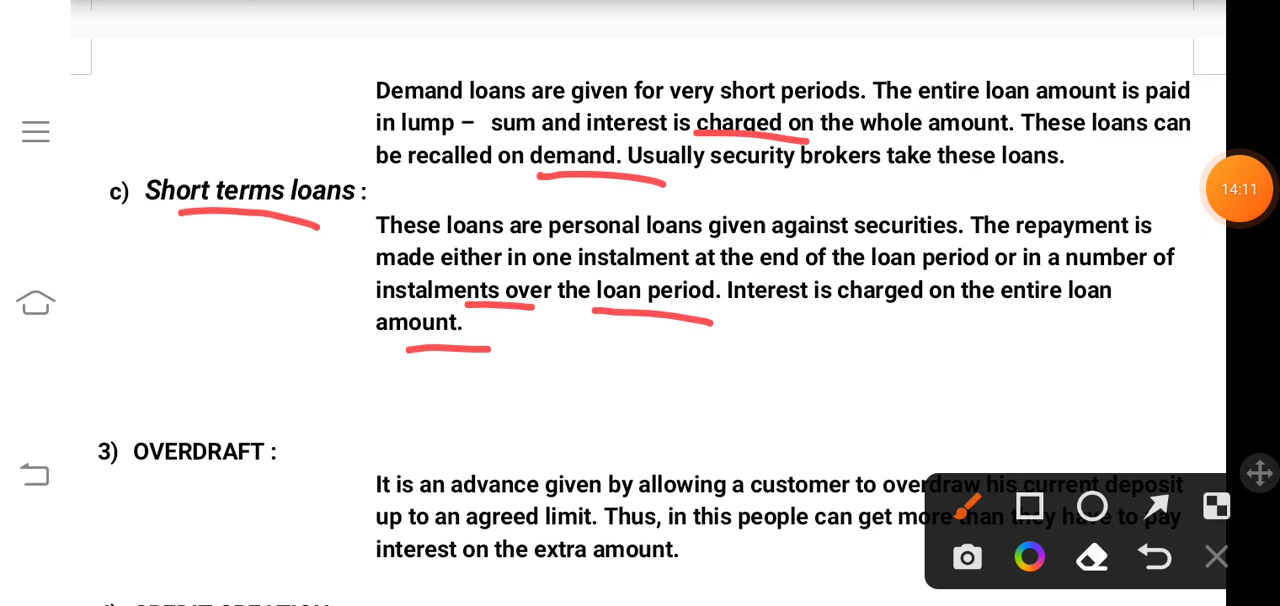 Demand loans are given for very short periods. The entire loan amount is paid
in lump – sum and interest is charged on the whole amount. These loans can
be recalled on demand. Usually security brokers take these loans.
c) Short terms loans :
14:11
These loans are personal loans given against securities. The repayment is
made either in one instalment at the end of the loan period or in a number of
instalments over the loan period. Interest is charged on the entire loan
amount.
3) OVERDRAFT :
It is an advance given by allowing a customer to overdraw his current deposit
up to an agreed limit. Thus, in this people can get more than they have to pay
interest on the extra amount.